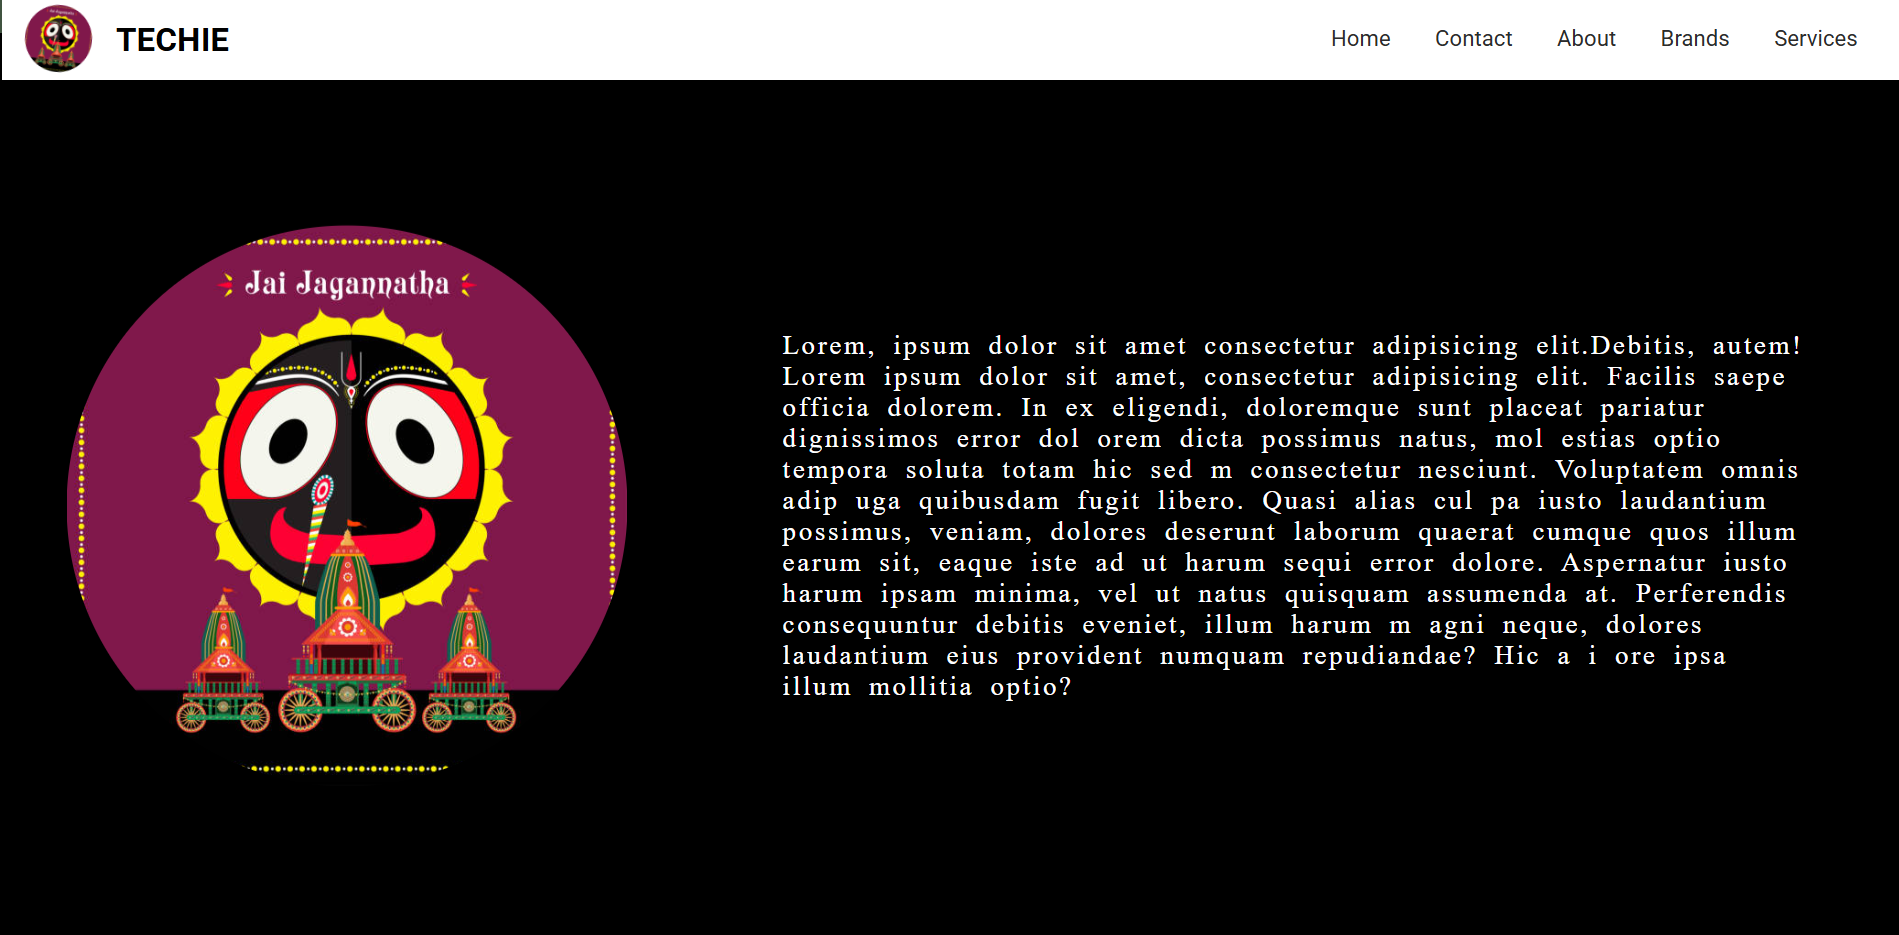 TECHIE
Home Contact About Brands Services
Jai Jagannatha
Lorem, ipsum dolor sit amet consectetur adipisicing elit.Debitis, autem!
Lorem ipsum dolor sit amet, consectetur adipisicing elit. Facilis saepe
officia dolorem. In ex eligendi, doloremque sunt placeat pariatur
dignissimos error dol orem dicta possimus natus, mol estias optio
tempora soluta totam hic sed m consectetur nesciunt. Voluptatem omnis
adip uga quibusdam fugit libero. Quasi alias cul pa iusto laudantium
possimus, veniam, dolores deserunt laborum quaerat cumque quos illum
earum sit, eaque iste ad ut harum sequi error dolore. Aspernatur iusto
harum ipsam minima, vel ut natus quisquam assumenda at. Perferendis
consequuntur debitis eveniet, illum harum m agni neque, dolores
laudantium eius provident numquam repudiandae? Hic a i ore ipsa
illum mollitia optio?